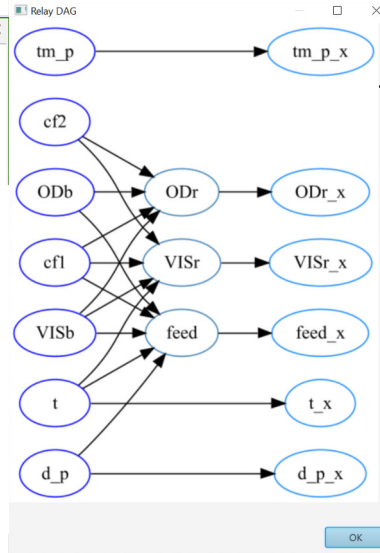 Relay DAG
tm_p
tm_p_x
cf2
ODb
ODr
ODr_x
cf1
VISr
VISr_x
VISb
feed
feed_x
t
t_x
d_p
d_p_x
OK